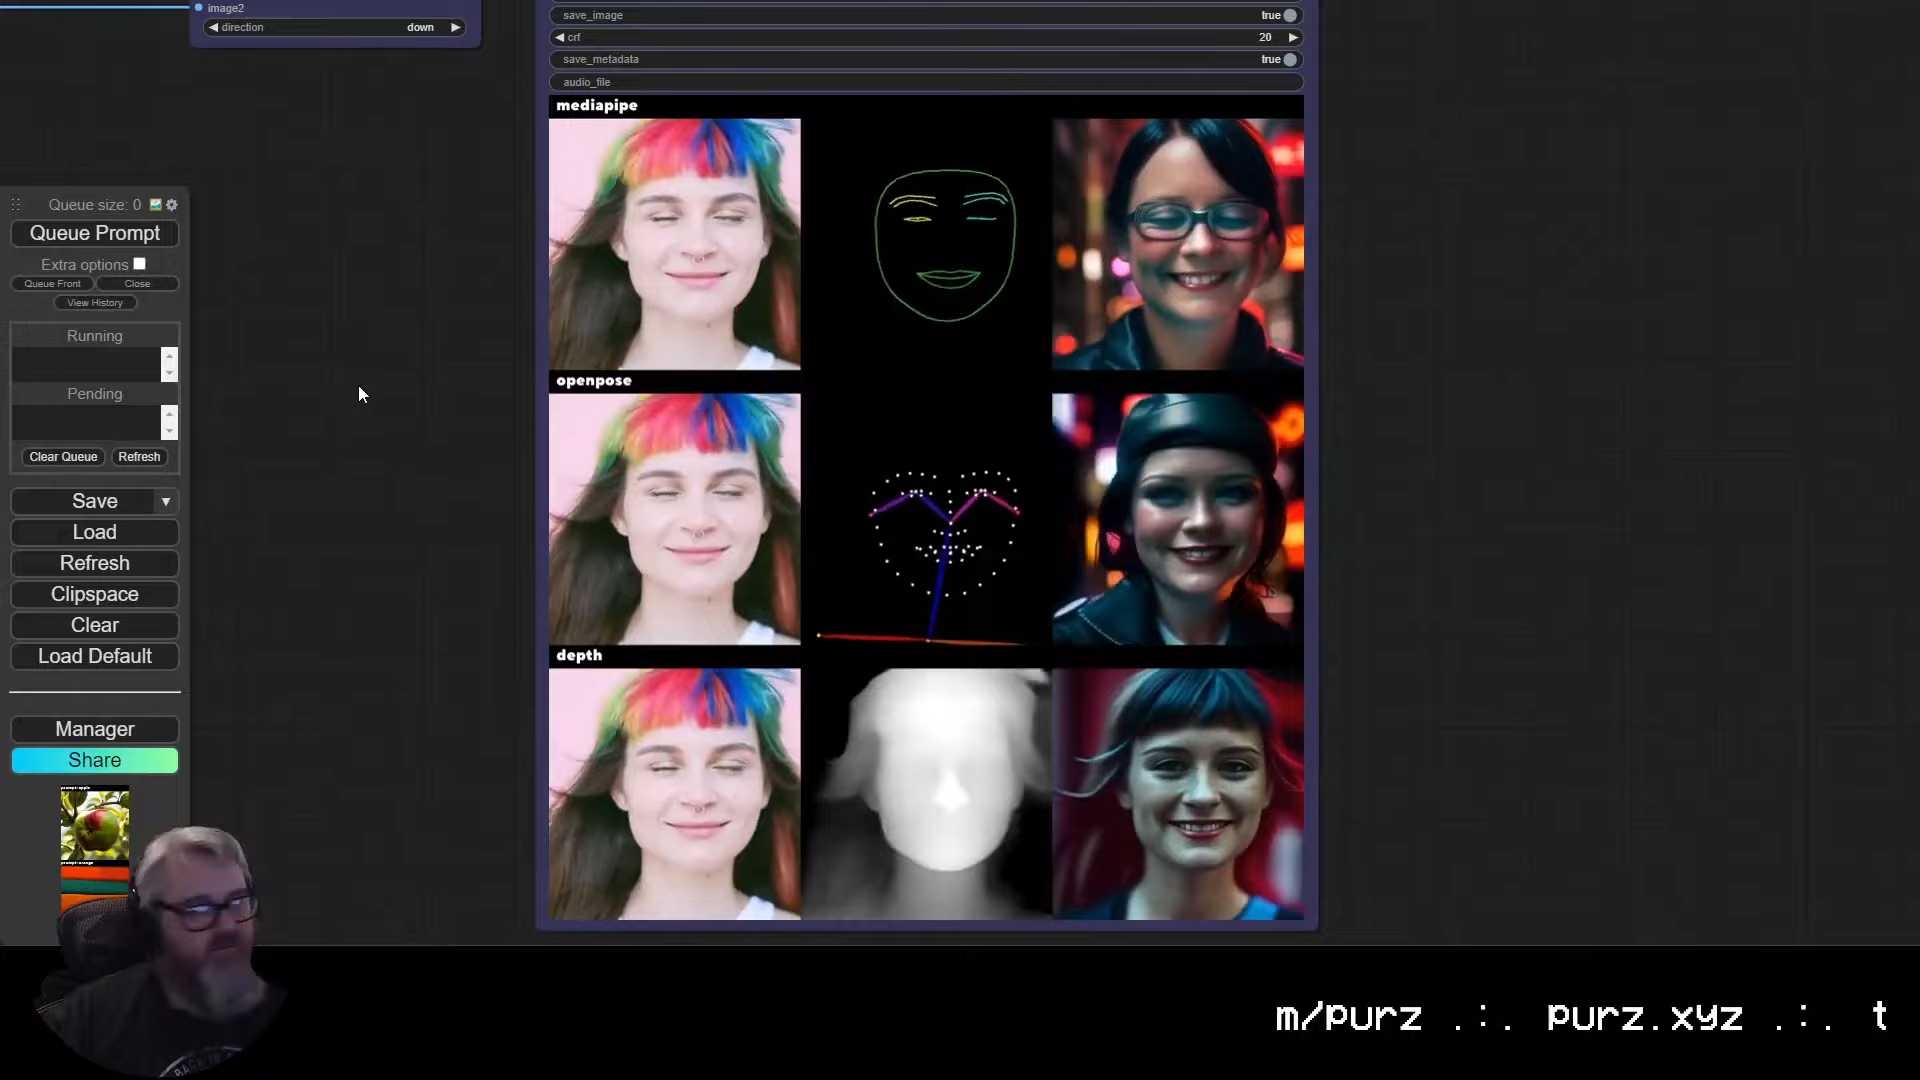 image2
direction down
save_image true
crf 20
save_metadata true
audio_file
mediapipe
openpose
depth
Queue size: 0
Queue Prompt
Extra options
Queue Front Close
View History
Running
Pending
Clear Queue Refresh
Save
Load
Refresh
Clipspace
Clear
Load Default
Manager
Share
m/purz .:. purz.xyz .:. t